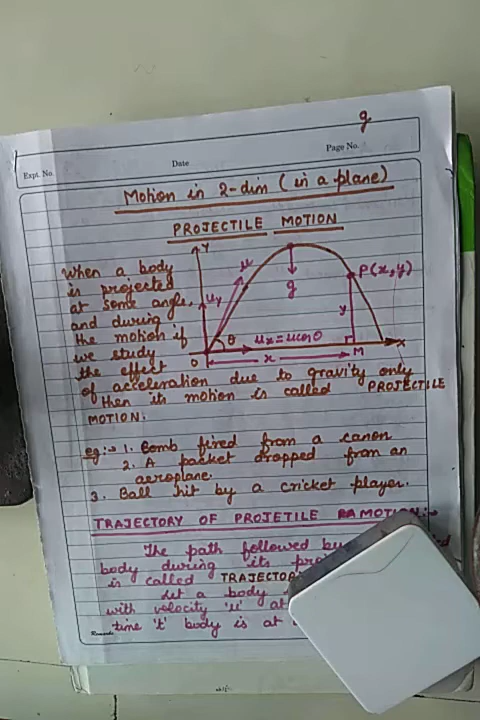 g
Expt. No.
Date
Page No.
Motion in 2-dim (in a plane)
PROJECTILE MOTION
When a body
is projected
at some angle,
and during
the motion if
we study
the effect
of acceleration due to gravity only
then its motion is called PROJECTILE
MOTION.
Y
u
uy
g
P(x,y)
y
θ
ux = u cos θ
O
x
M
X
eg:→ 1. Bomb fired from a canon
2. A packet dropped from an
aeroplane.
3. Ball hit by a cricket player.
TRAJECTORY OF PROJETILE MOTION:→
The path followed by
body during its
is called TRAJECTOR
Let a body
with velocity 'u' at
time 't' body is at
Remarks